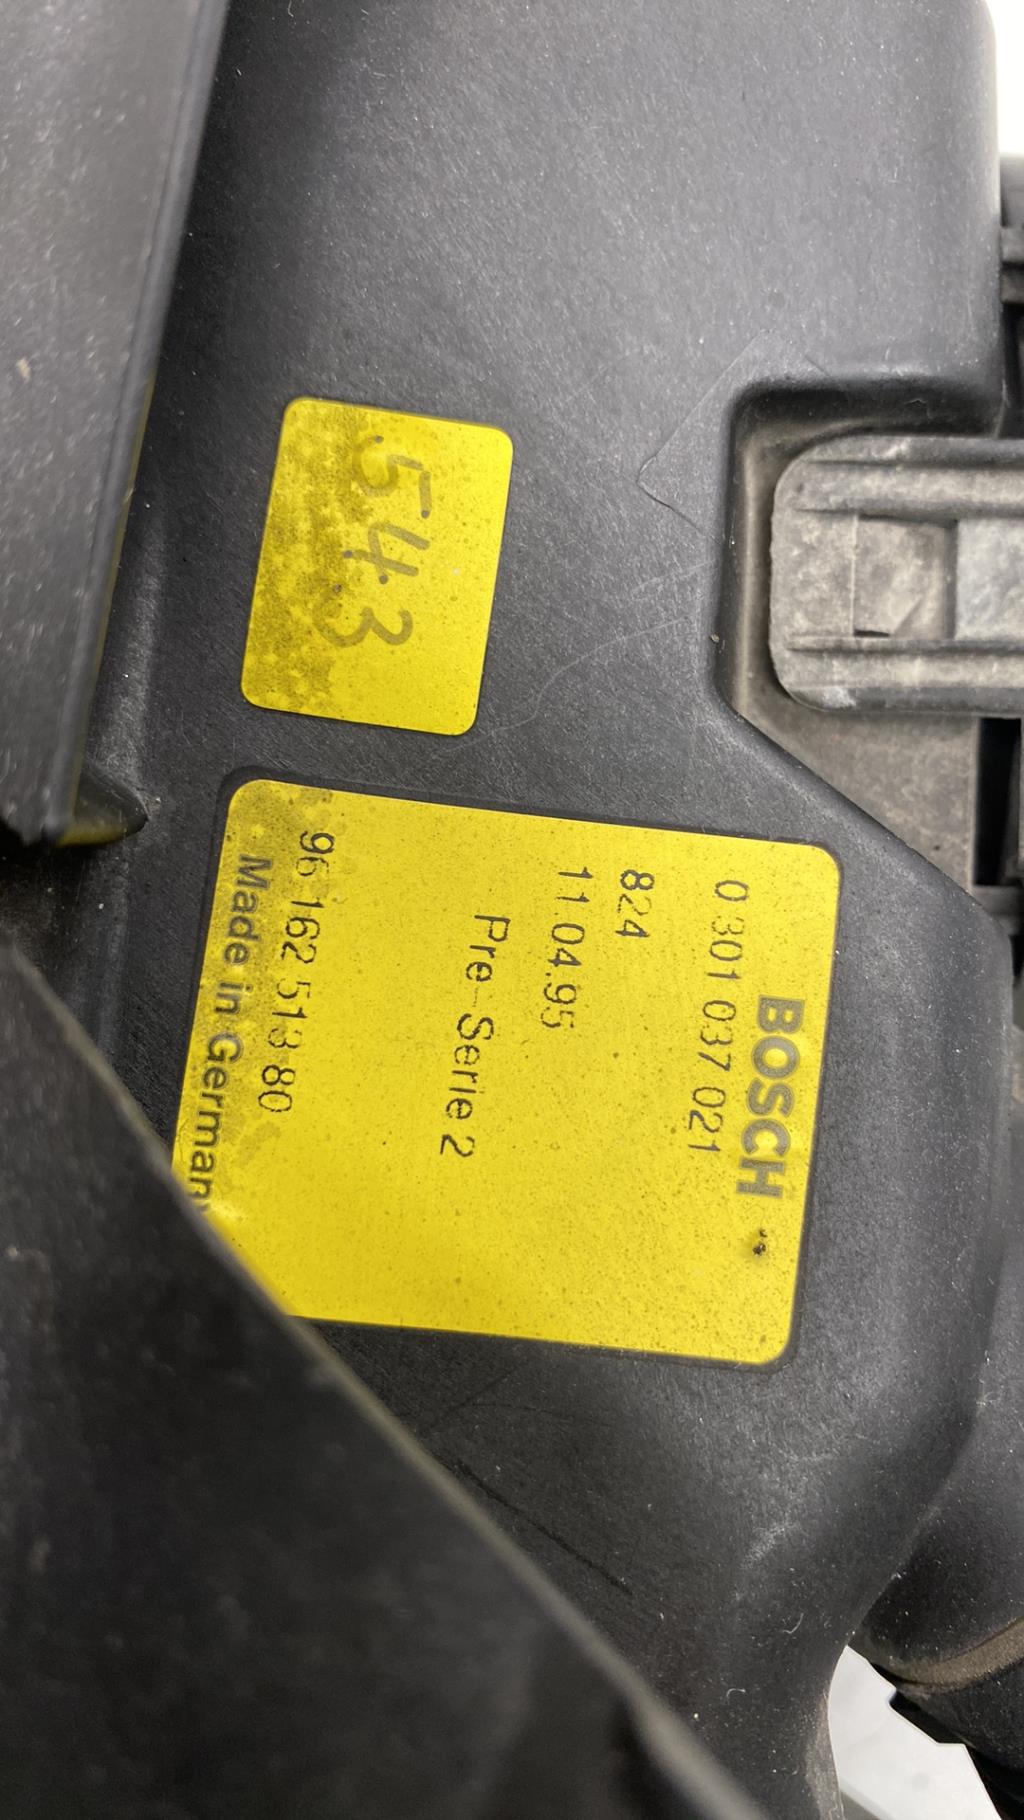 543
BOSCH
0 301 037 021
824
11.04.95
Pre-Serie 2
96 162 513 80
Made in Germany